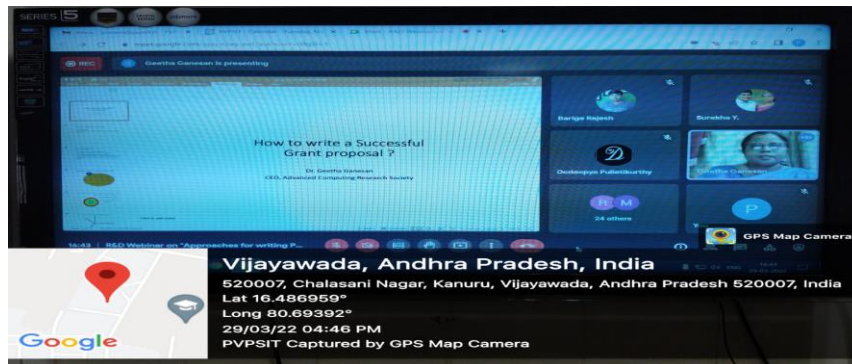 SERIES 5
REC
Geetha Ganesan is presenting
How to write a Successful
Grant proposal ?
Dr. Geetha Ganesan
CEO, Advanced Computing Research Society
Barige Rajesh
Surekha Y.
Geetha Ganesan
R M
24 others
P
16:43 | R&D Webinar on "Approaches for writing P...
GPS Map Camera
Vijayawada, Andhra Pradesh, India
520007, Chalasani Nagar, Kanuru, Vijayawada, Andhra Pradesh 520007, India
Lat 16.486959°
Long 80.69392°
29/03/22 04:46 PM
PVPSIT Captured by GPS Map Camera
Google